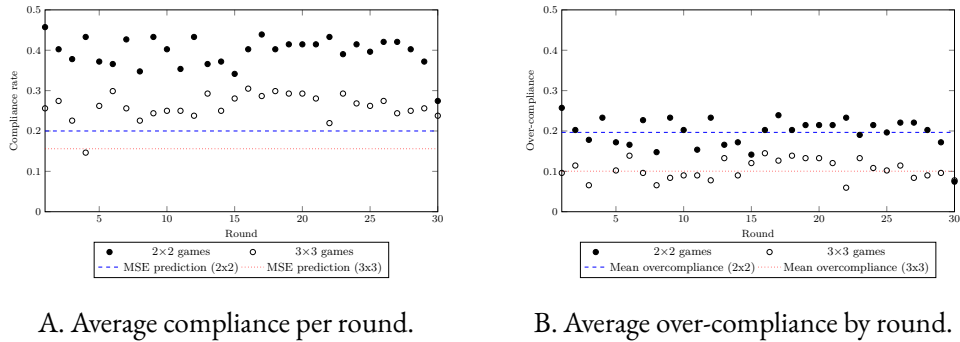 0.5
0.4
0.3
0.2
0.1
0
Compliance rate
5 10 15 20 25 30
Round
2×2 games 3×3 games
MSE prediction (2x2) MSE prediction (3x3)
A. Average compliance per round.
0.5
0.4
0.3
0.2
0.1
0
Over-compliance
5 10 15 20 25 30
Round
2×2 games 3×3 games
Mean overcompliance (2x2) Mean overcompliance (3x3)
B. Average over-compliance by round.